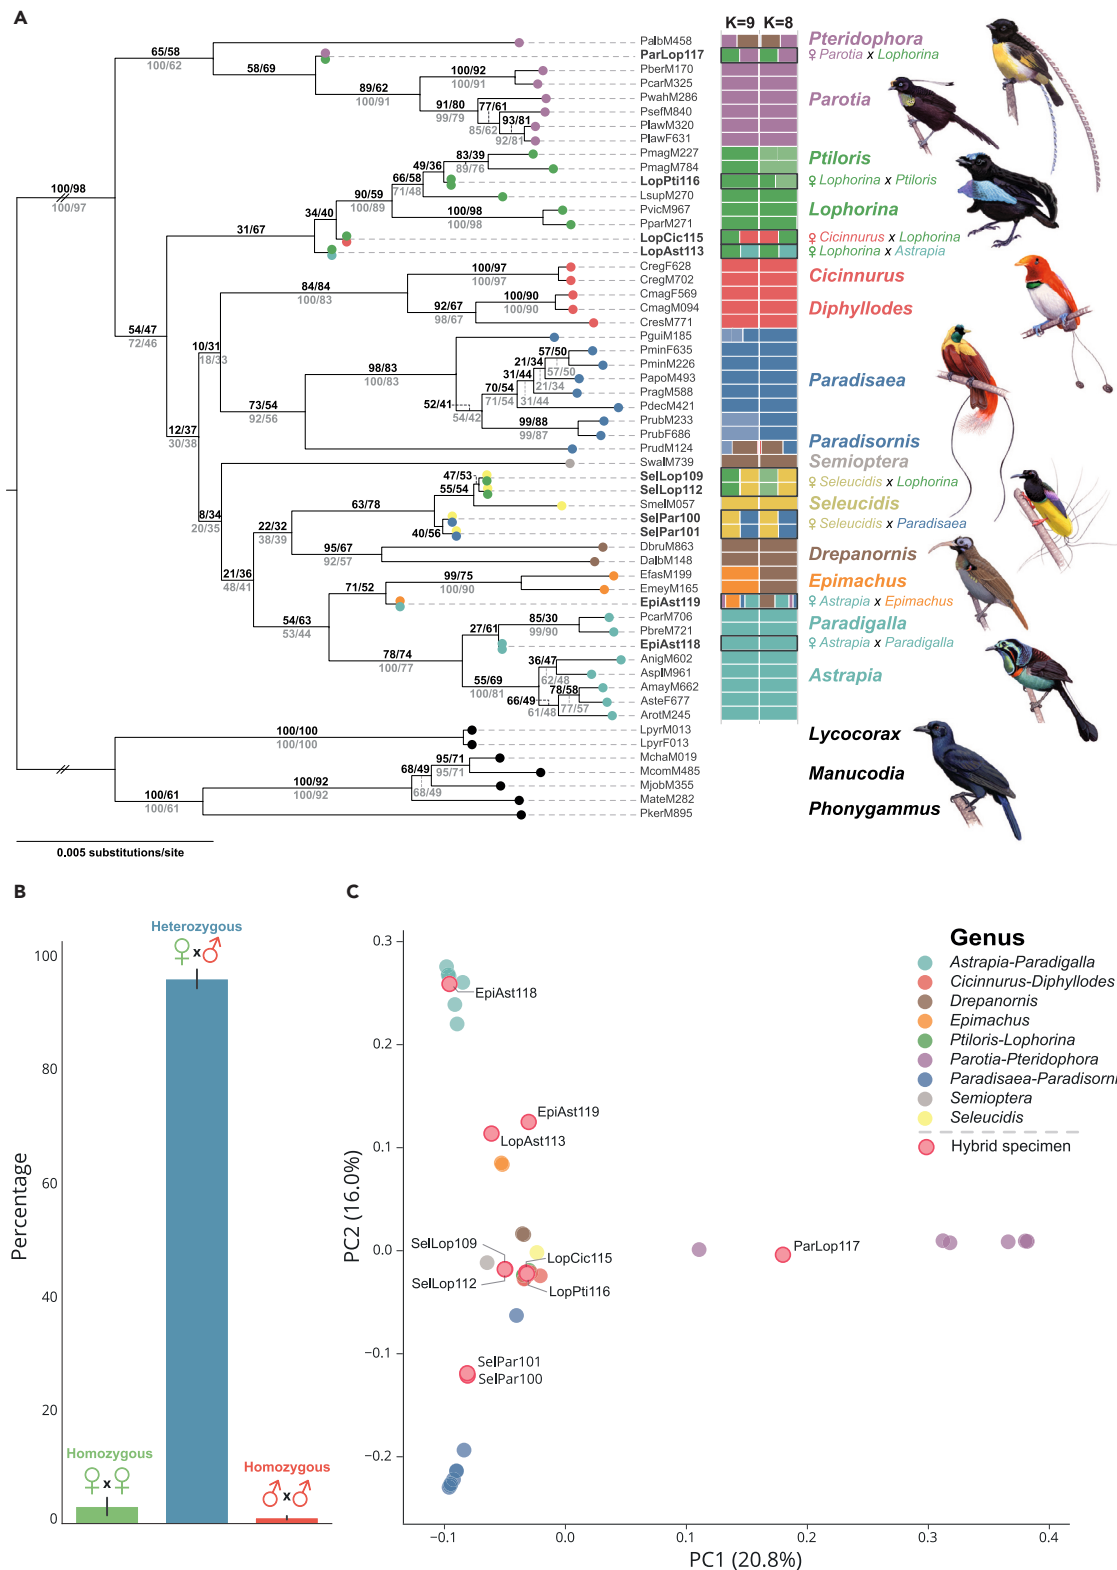 A
K=9 K=8
65/58
100/62
PalbM458
Pteridophora
ParLop117
♀ Parotia x Lophorina
58/69
PberM170
100/92
100/91
PcarM325
89/62
100/91
PwahM286
Parotia
91/80
99/79
77/61
85/62
PsefM840
93/81
92/81
PlawM320
PlawF631
100/98
100/97
PmagM227
Ptiloris
83/39
89/76
49/36
PmagM784
66/58
71/48
LopPti116
♀ Lophorina x Ptiloris
90/59
100/89
LsupM270
PvicM967
Lophorina
100/98
100/98
PparM271
34/40
31/67
LopCic115
♀ Cicinnurus x Lophorina
LopAst113
♀ Lophorina x Astrapia
CregF628
Cicinnurus
100/97
100/97
CregM702
84/84
100/83
CmagF569
100/90
100/90
CmagM094
Diphyllodes
92/67
98/67
CresM771
54/47
72/46
10/31
18/33
PguiM185
PminF635
57/50
57/50
PminM226
21/34
21/34
98/83
100/83
PapoM493
Paradisaea
31/44
31/44
PragM588
70/54
71/54
52/41
54/42
PdecM421
73/54
92/56
PrubM233
99/88
99/87
PrubF686
12/37
30/38
PrudM124
Paradisornis
SwalM739
Semioptera
SelLop109
47/53
♀ Seleucidis x Lophorina
SelLop112
55/54
63/78
SmelM057
Seleucidis
8/34
20/35
SelPar100
♀ Seleucidis x Paradisaea
22/32
38/39
40/56
SelPar101
95/67
92/57
DbruM863
Drepanornis
DalbM148
21/36
48/41
99/75
100/90
EfasM199
Epimachus
71/52
EmeyM165
EpiAst119
♀ Astrapia x Epimachus
54/63
53/44
85/30
99/90
PcarM706
Paradigalla
27/61
PbreM721
EpiAst118
♀ Astrapia x Paradigalla
78/74
100/77
36/47
62/48
AnigM602
Astrapia
AsplM961
55/69
100/81
78/58
77/57
AmayM662
66/49
61/48
AsteF677
ArotM245
100/100
100/100
LpyrM013
Lycocorax
LpyrF013
95/71
95/71
MchaM019
68/49
68/49
McomM485
Manucodia
100/92
100/92
MjobM355
100/61
100/61
MateM282
Phonygammus
PkerM895
0.005 substitutions/site
B
Heterozygous
♀ x ♂
100
80
60
40
20
0
Percentage
Homozygous
♀ x ♀
Homozygous
♂ x ♂
C
0.3
0.2
0.1
0.0
−0.1
−0.2
PC2 (16.0%)
EpiAst118
EpiAst119
LopAst113
SelLop109
SelLop112
LopCic115
LopPti116
ParLop117
SelPar101
SelPar100
−0.1 0.0 0.1 0.2 0.3 0.4
PC1 (20.8%)
Genus
Astrapia-Paradigalla
Cicinnurus-Diphyllodes
Drepanornis
Epimachus
Ptiloris-Lophorina
Parotia-Pteridophora
Paradisaea-Paradisorni
Semioptera
Seleucidis
Hybrid specimen